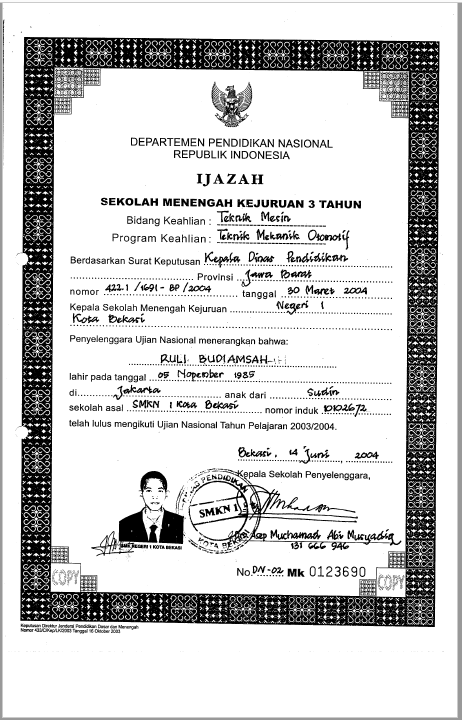 DEPARTEMEN PENDIDIKAN NASIONAL
REPUBLIK INDONESIA
IJAZAH
SEKOLAH MENENGAH KEJURUAN 3 TAHUN
Bidang Keahlian : Teknik Mesin
Program Keahlian : Teknik Mekanik Otomotif
Berdasarkan Surat Keputusan Kepala Dinas Pendidikan
Provinsi Jawa Barat
nomor 422.1 /1691 - BP /2004 tanggal 30 Maret 2004
Kepala Sekolah Menengah Kejuruan Negeri 1
Kota Bekasi
Penyelenggara Ujian Nasional menerangkan bahwa:
RULI BUDIAMSAH
lahir pada tanggal 05 Nopember 1985
di Jakarta anak dari Sudin
sekolah asal SMKN 1 Kota Bekasi nomor induk 10102672
telah lulus mengikuti Ujian Nasional Tahun Pelajaran 2003/2004.
Bekasi, 14 Juni, 2004
Kepala Sekolah Penyelenggara,
PENDIDIKAN
SMKN 1
KOTA BEKASI
SMK NEGERI 1 KOTA BEKASI
Asep Muchamad Abi Musyadiq
131 666 946
No. DN-02 Mk 0123690
COPY
COPY
Keputusan Direktur Jenderal Pendidikan Dasar dan Menengah
Nomor 432/C/Kep/LK/2003 Tanggal 16 Oktober 2003